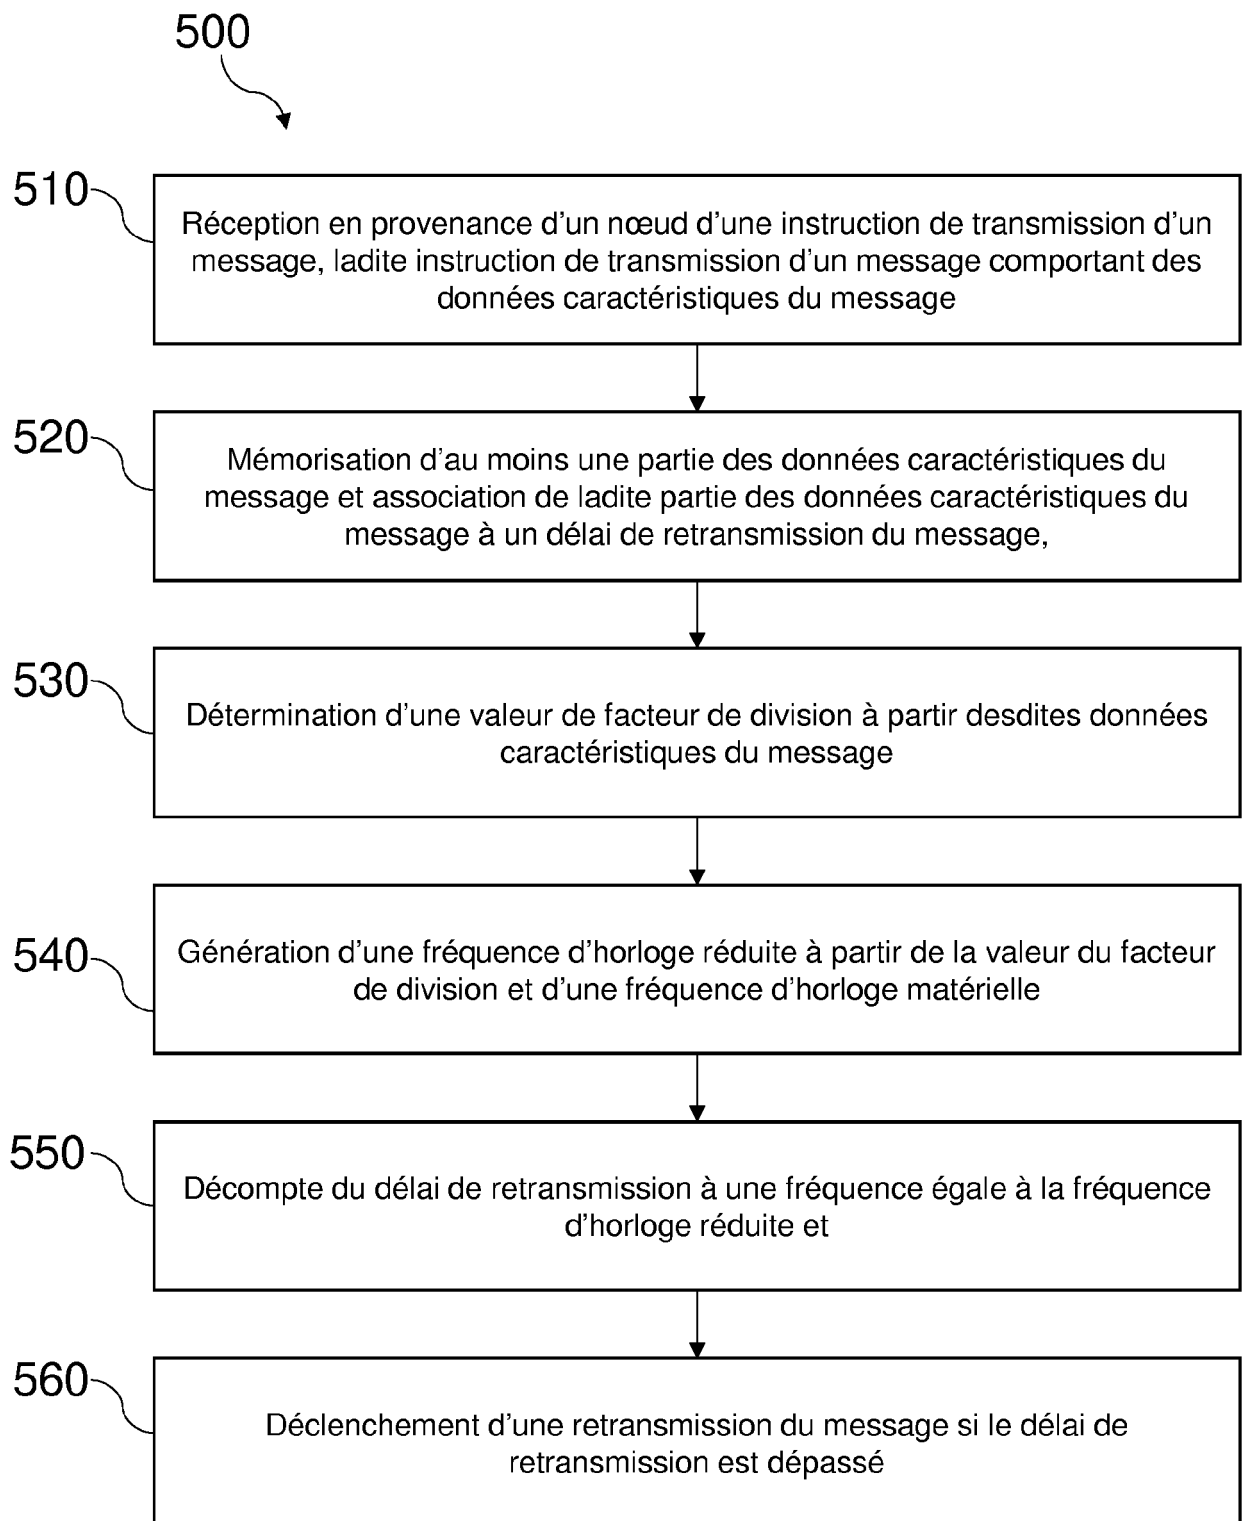 500
510
Réception en provenance d'un nœud d'une instruction de transmission d'un
message, ladite instruction de transmission d'un message comportant des
données caractéristiques du message
520
Mémorisation d'au moins une partie des données caractéristiques du
message et association de ladite partie des données caractéristiques du
message à un délai de retransmission du message,
530
Détermination d'une valeur de facteur de division à partir desdites données
caractéristiques du message
540
Génération d'une fréquence d'horloge réduite à partir de la valeur du facteur
de division et d'une fréquence d'horloge matérielle
550
Décompte du délai de retransmission à une fréquence égale à la fréquence
d'horloge réduite et
560
Déclenchement d'une retransmission du message si le délai de
retransmission est dépassé